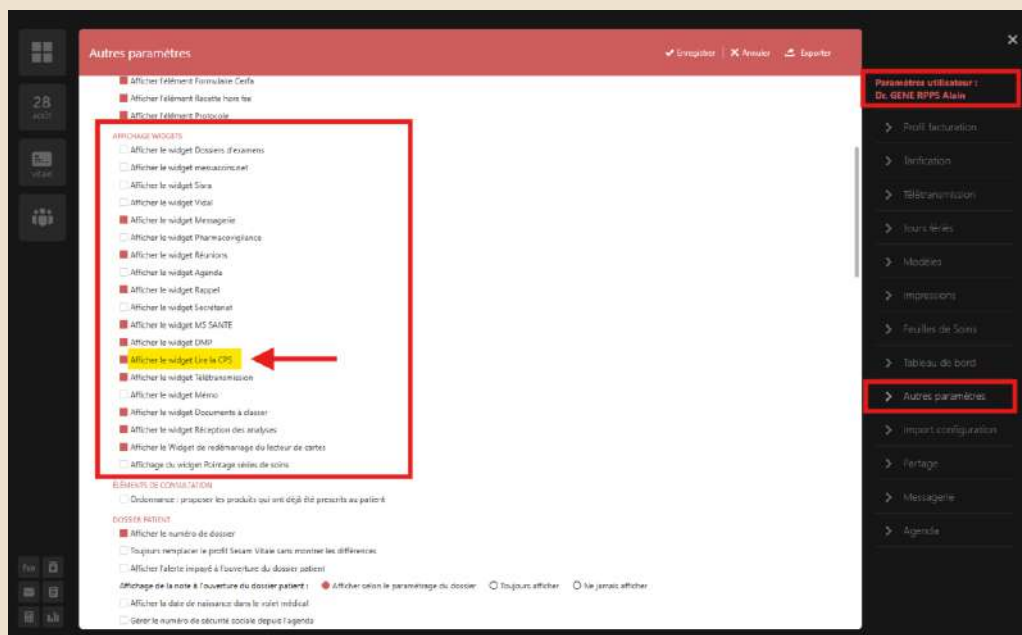 Autres paramètres
Enregistrer
Annuler
Exporter
Afficher l'élément Formulaire Cerfa
Afficher l'élément Recette hors fse
Afficher l'élément Protocole
AFFICHAGE WIDGETS
Afficher le widget Dossiers d'examens
Afficher le widget mesvaccins.net
Afficher le widget Sisra
Afficher le widget Vidal
Afficher le widget Messagerie
Afficher le widget Pharmacovigilance
Afficher le widget Réunions
Afficher le widget Agenda
Afficher le widget Rappel
Afficher le widget Secrétariat
Afficher le widget MS SANTE
Afficher le widget DMP
Afficher le widget Lire la CPS
Afficher le widget Télétransmission
Afficher le widget Mémo
Afficher le widget Documents à classer
Afficher le widget Réception des analyses
Afficher le Widget de redémarrage du lecteur de cartes
Affichage du widget Pointage séries de soins
ÉLÉMENTS DE CONSULTATION
Ordonnance : proposer les produits qui ont déjà été prescrits au patient
DOSSIER PATIENT
Afficher le numéro de dossier
Toujours remplacer le profil Sesam Vitale sans montrer les différences
Afficher l'alerte impayé à l'ouverture du dossier patient
Affichage de la note à l'ouverture du dossier patient :
Afficher selon le paramétrage du dossier
Toujours afficher
Ne jamais afficher
Afficher la date de naissance dans le volet médical
Gérer le numéro de sécurité sociale depuis l'agenda
28
août
vitale
Paramètres utilisateur :
Dr. GENE RPPS Alain
Profil facturation
Tarification
Télétransmission
Jours fériés
Modèles
Impressions
Feuilles de Soins
Tableau de bord
Autres paramètres
Import configuration
Partage
Messagerie
Agenda